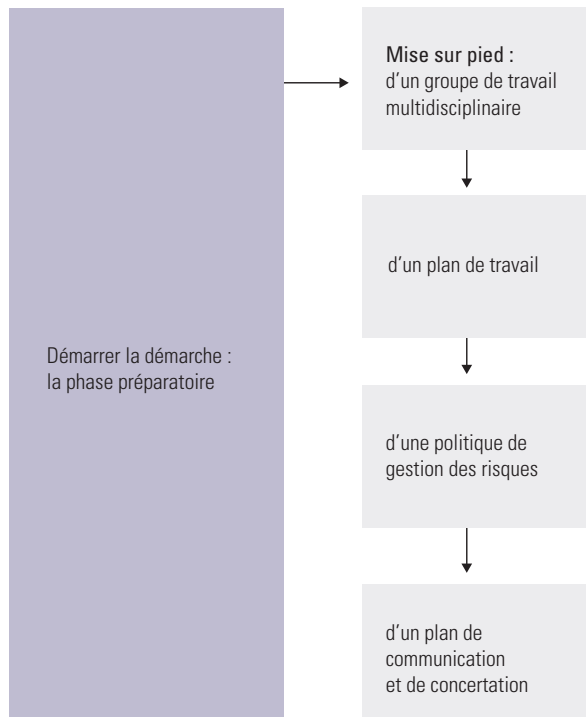 Démarrer la démarche :
la phase préparatoire
Mise sur pied :
d'un groupe de travail
multidisciplinaire
d'un plan de travail
d'une politique de
gestion des risques
d'un plan de
communication
et de concertation